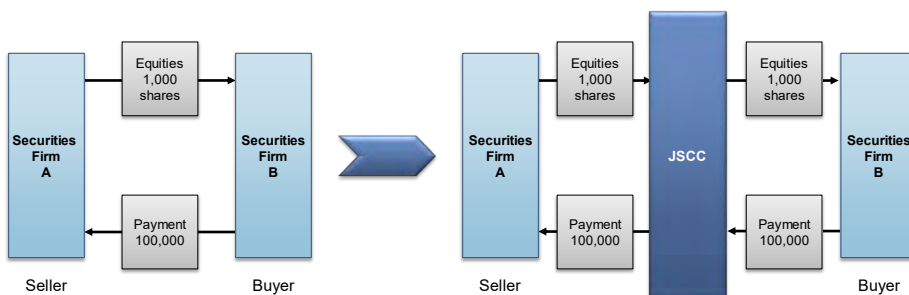 Equities
1,000
shares
Securities
Firm
A
Securities
Firm
B
Payment
100,000
Seller
Buyer
Equities
1,000
shares
Equities
1,000
shares
Securities
Firm
A
JSCC
Securities
Firm
B
Payment
100,000
Payment
100,000
Seller
Buyer